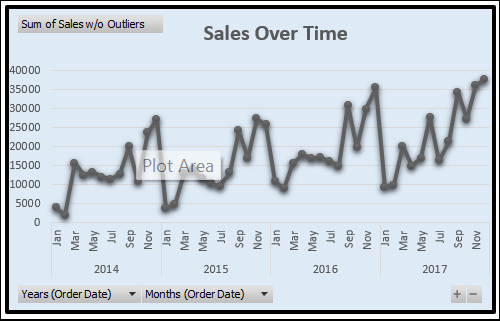 Sum of Sales w/o Outliers
Sales Over Time
40000
35000
30000
25000
20000
15000
10000
5000
0
Plot Area
Jan Mar May Jul Sep Nov Jan Mar May Jul Sep Nov Jan Mar May Jul Sep Nov Jan Mar May Jul Sep Nov
2014 2015 2016 2017
Years (Order Date) Months (Order Date) + −